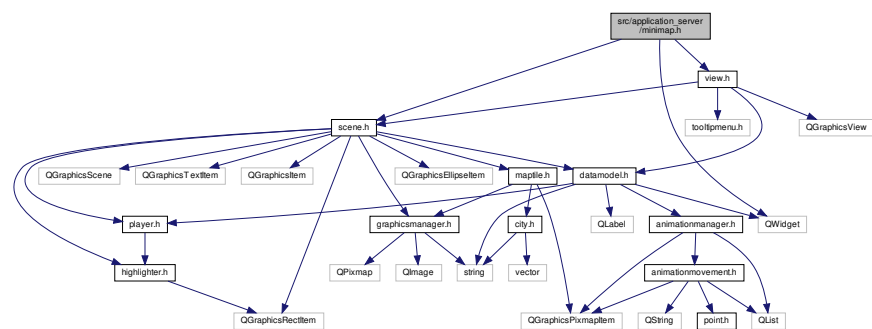 src/application_server
/minimap.h
view.h
tooltipmenu.h
QGraphicsView
scene.h
QGraphicsScene
QGraphicsTextItem
QGraphicsItem
QGraphicsEllipseItem
maptile.h
datamodel.h
player.h
graphicsmanager.h
city.h
QLabel
animationmanager.h
QWidget
highlighter.h
QPixmap
QImage
string
vector
animationmovement.h
QGraphicsRectItem
QGraphicsPixmapItem
QString
point.h
QList